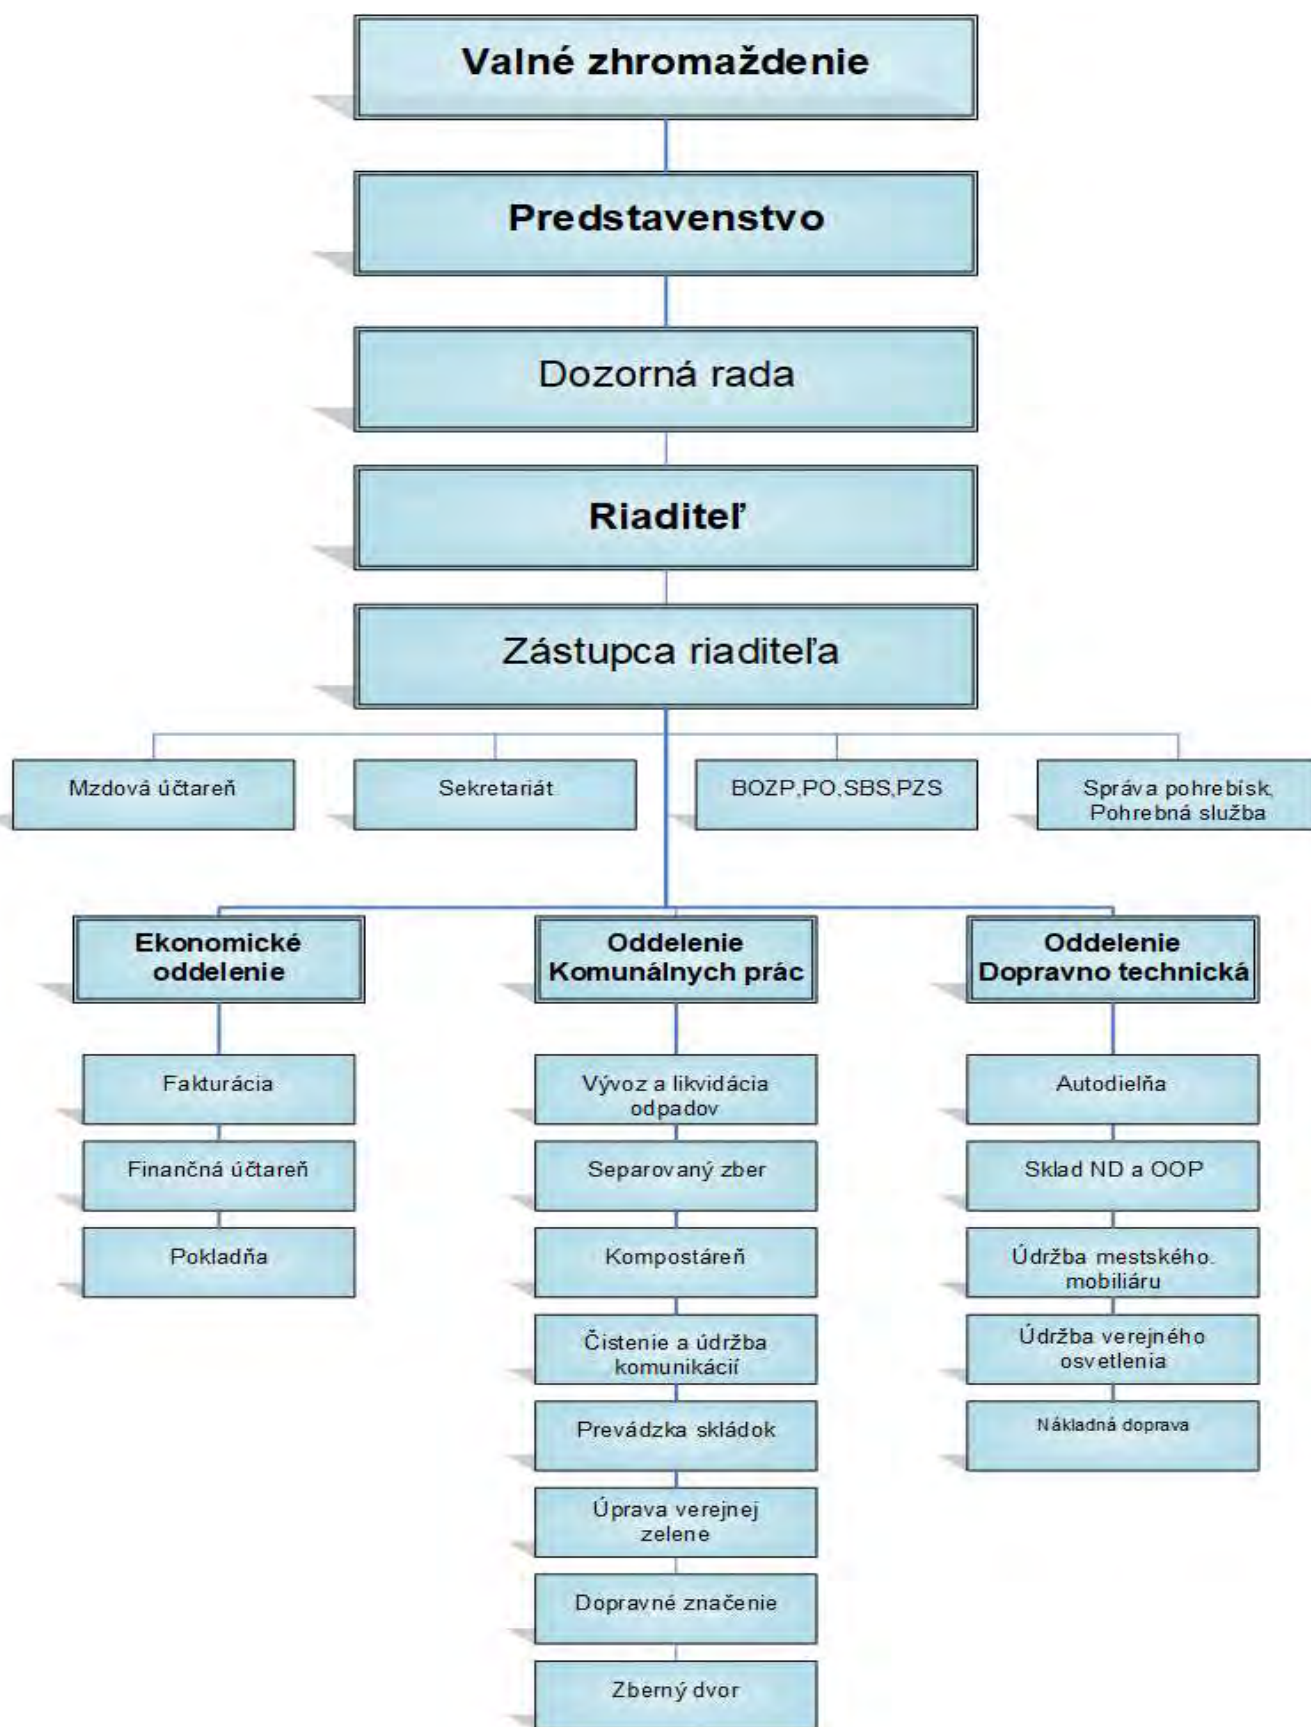 Valné zhromaždenie
Predstavenstvo
Dozorná rada
Riaditeľ
Zástupca riaditeľa
Mzdová účtareň
Sekretariát
BOZP,PO,SBS,PZS
Správa pohrebísk,
Pohrebná služba
Ekonomické
oddelenie
Fakturácia
Finančná účtareň
Pokladňa
Oddelenie
Komunálnych prác
Vývoz a likvidácia
odpadov
Separovaný zber
Kompostáreň
Čistenie a údržba
komunikácií
Prevádzka skládok
Úprava verejnej
zelene
Dopravné značenie
Zberný dvor
Oddelenie
Dopravno technická
Autodielňa
Sklad ND a OOP
Údržba mestského.
mobiliáru
Údržba verejného
osvetlenia
Nákladná doprava